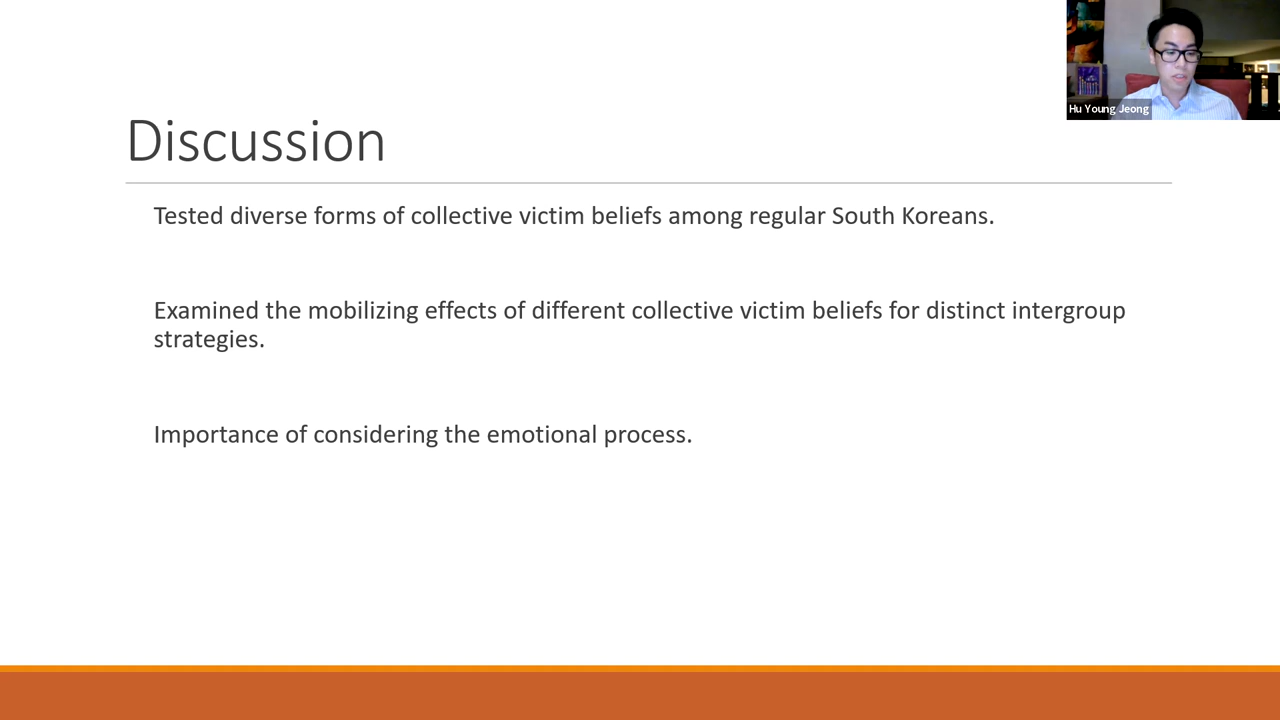 Hu Young Jeong
Discussion
Tested diverse forms of collective victim beliefs among regular South Koreans.
Examined the mobilizing effects of different collective victim beliefs for distinct intergroup
strategies.
Importance of considering the emotional process.